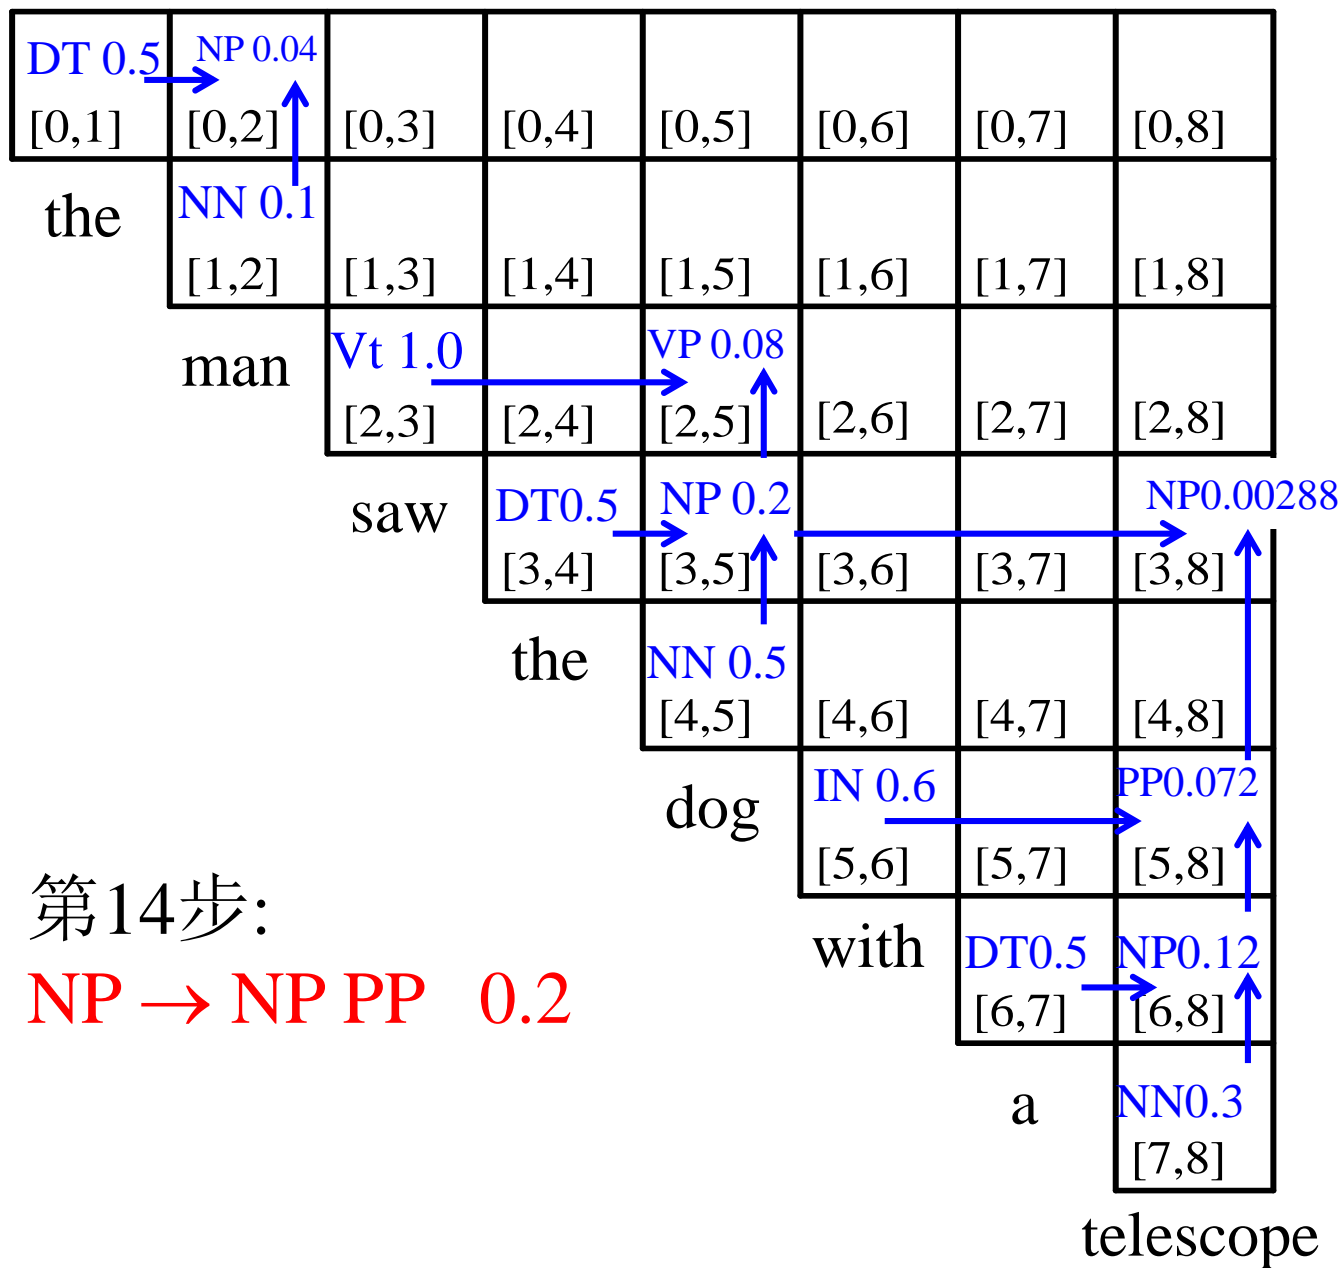 DT 0.5 NP 0.04
[0,1] [0,2] [0,3] [0,4] [0,5] [0,6] [0,7] [0,8]
the NN 0.1
[1,2] [1,3] [1,4] [1,5] [1,6] [1,7] [1,8]
man Vt 1.0 VP 0.08
[2,3] [2,4] [2,5] [2,6] [2,7] [2,8]
saw DT0.5 NP 0.2 NP0.00288
[3,4] [3,5] [3,6] [3,7] [3,8]
the NN 0.5
[4,5] [4,6] [4,7] [4,8]
dog IN 0.6 PP0.072
[5,6] [5,7] [5,8]
with DT0.5 NP0.12
[6,7] [6,8]
a NN0.3
[7,8]
telescope
第14步:
NP → NP PP 0.2